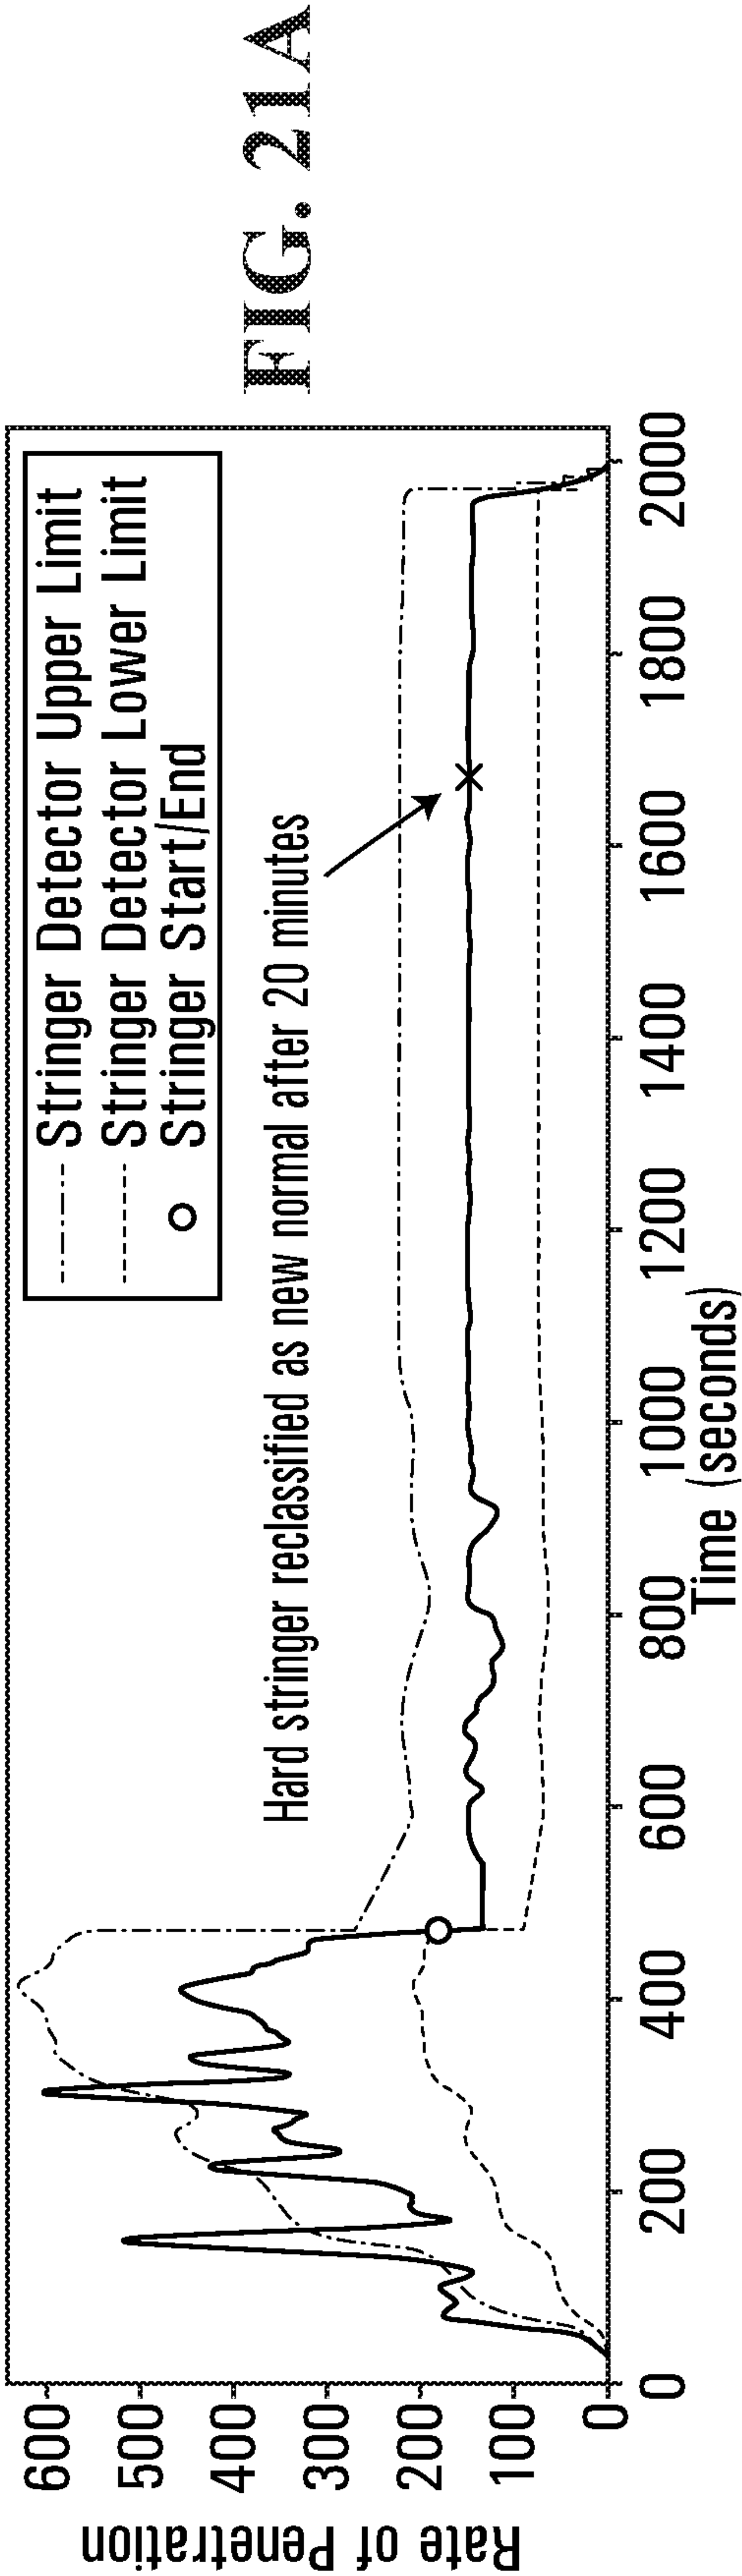 Rate of Penetration
600
500
400
300
200
100
0
Stringer Detector Upper Limit
Stringer Detector Lower Limit
Stringer Start/End
Hard stringer reclassified as new normal after 20 minutes
0 200 400 600 800 1000 1200 1400 1600 1800 2000
Time (seconds)
FIG. 21A